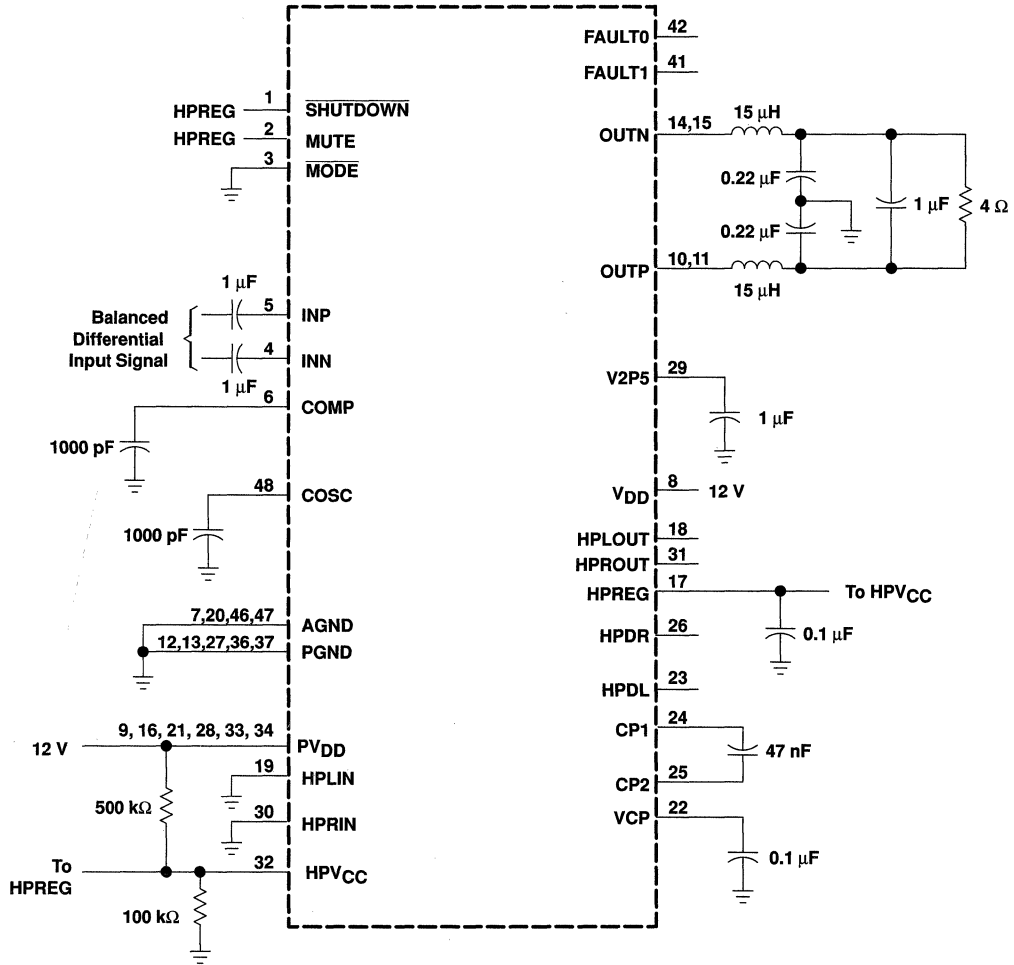 42
FAULT0
41
FAULT1
1
HPREG
SHUTDOWN
2
HPREG
MUTE
3
MODE
15 μH
OUTN
14,15
0.22 μF
0.22 μF
1 μF
4 Ω
10,11
OUTP
15 μH
1 μF
5
INP
Balanced
Differential
Input Signal
4
INN
1 μF
6
COMP
1000 pF
29
V2P5
1 μF
48
COSC
1000 pF
8
VDD
12 V
18
HPLOUT
31
HPROUT
17
HPREG
To HPVCC
0.1 μF
7,20,46,47
AGND
12,13,27,36,37
PGND
26
HPDR
23
HPDL
24
CP1
47 nF
25
CP2
22
VCP
0.1 μF
9, 16, 21, 28, 33, 34
12 V
PVDD
19
HPLIN
500 kΩ
30
HPRIN
To
HPREG
32
HPVCC
100 kΩ